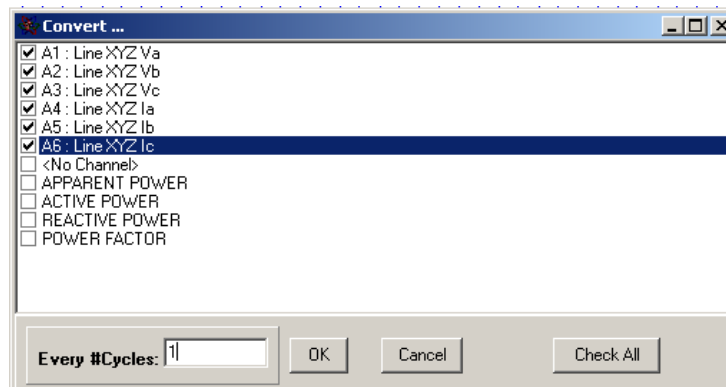 Convert ...
A1 : Line XYZ Va
A2 : Line XYZ Vb
A3 : Line XYZ Vc
A4 : Line XYZ Ia
A5 : Line XYZ Ib
A6 : Line XYZ Ic
<No Channel>
APPARENT POWER
ACTIVE POWER
REACTIVE POWER
POWER FACTOR
Every #Cycles: 1
OK
Cancel
Check All